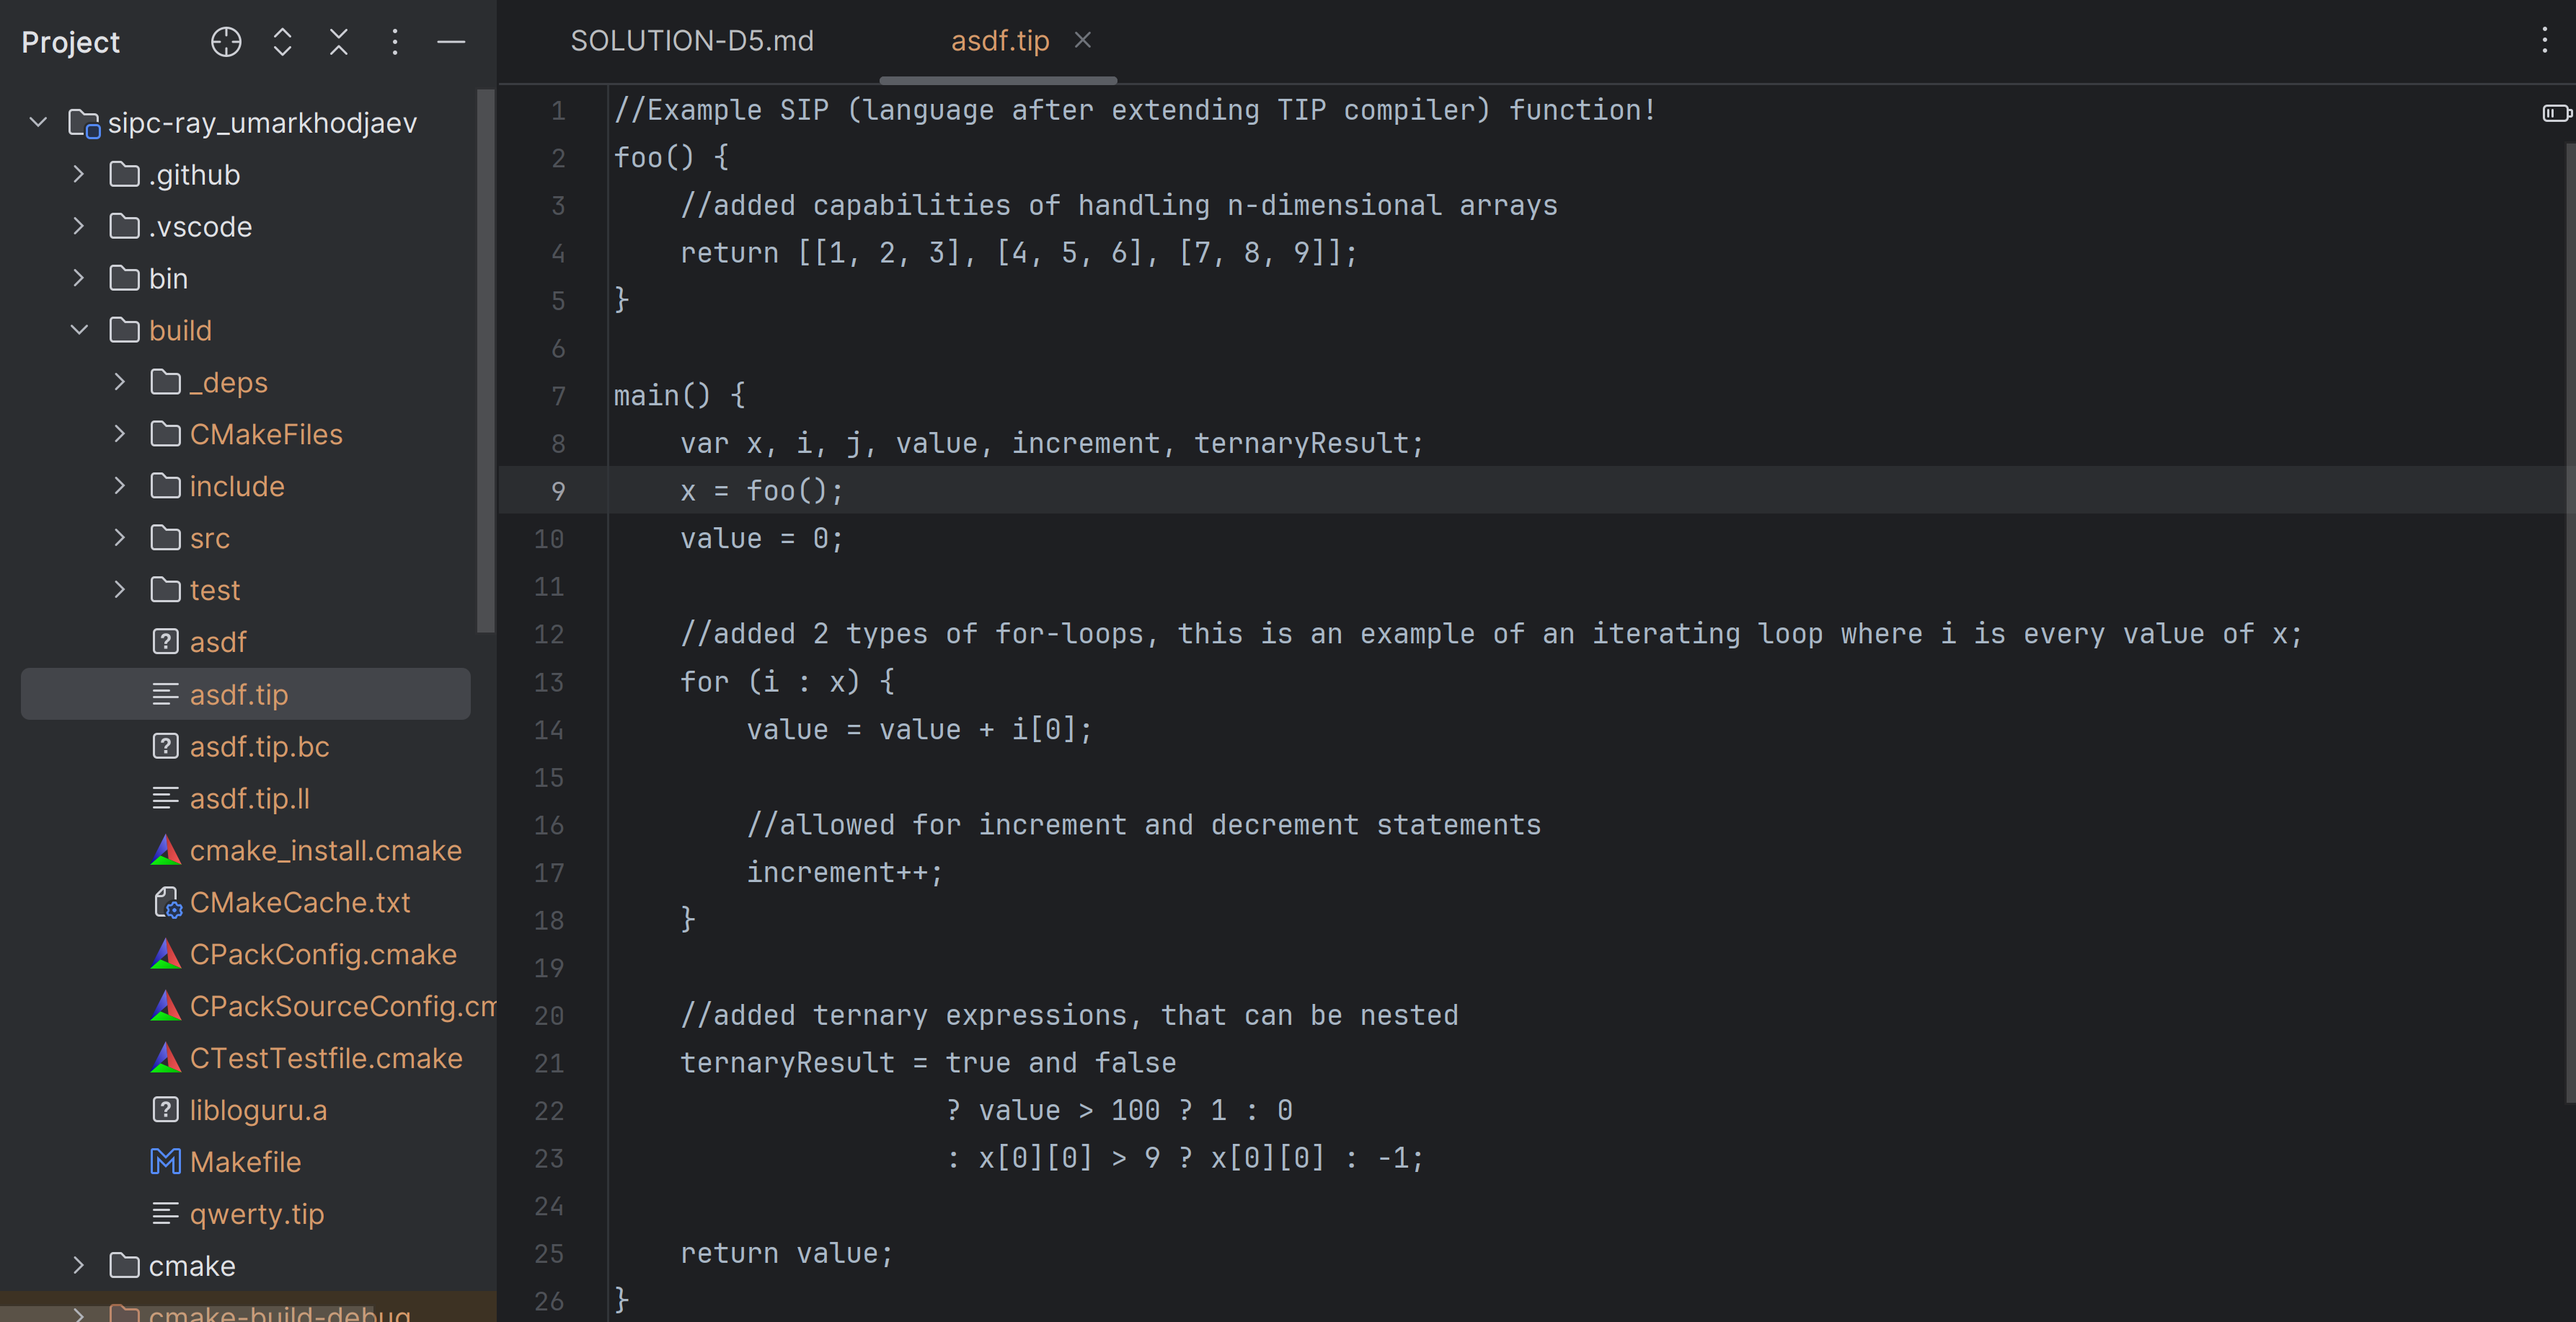 Project
sipc-ray_umarkhodjaev
.github
.vscode
bin
build
_deps
CMakeFiles
include
src
test
asdf
asdf.tip
asdf.tip.bc
asdf.tip.ll
cmake_install.cmake
CMakeCache.txt
CPackConfig.cmake
CPackSourceConfig.cm
CTestTestfile.cmake
libloguru.a
Makefile
qwerty.tip
cmake
cmake-build-debug
SOLUTION-D5.md asdf.tip
1 //Example SIP (language after extending TIP compiler) function!
2 foo() {
3     //added capabilities of handling n-dimensional arrays
4     return [[1, 2, 3], [4, 5, 6], [7, 8, 9]];
5 }
6
7 main() {
8     var x, i, j, value, increment, ternaryResult;
9     x = foo();
10     value = 0;
11
12     //added 2 types of for-loops, this is an example of an iterating loop where i is every value of x;
13     for (i : x) {
14         value = value + i[0];
15
16         //allowed for increment and decrement statements
17         increment++;
18     }
19
20     //added ternary expressions, that can be nested
21     ternaryResult = true and false
22                     ? value > 100 ? 1 : 0
23                     : x[0][0] > 9 ? x[0][0] : -1;
24
25     return value;
26 }